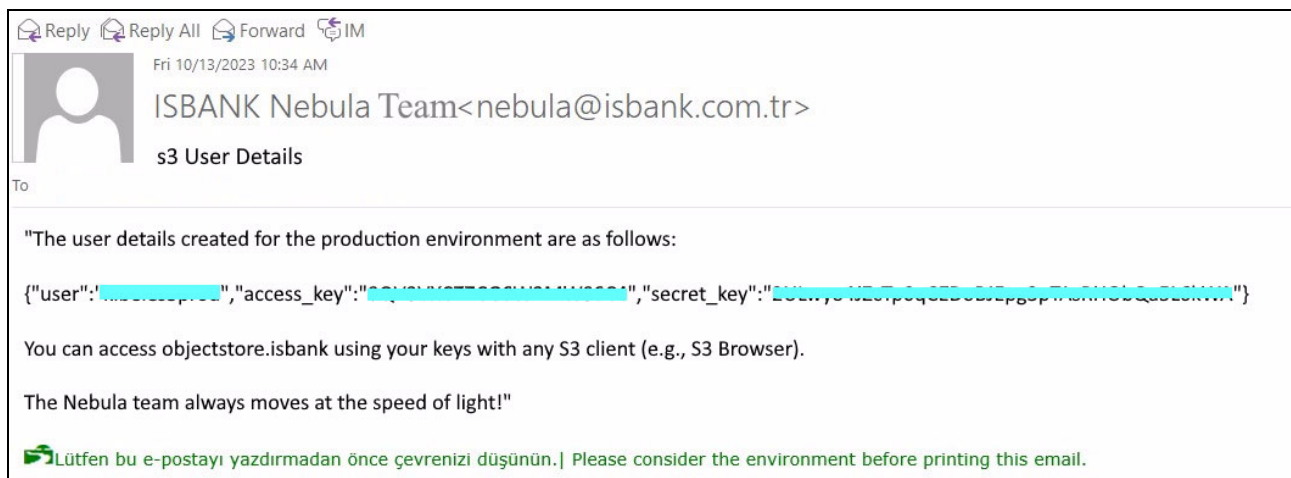 Reply Reply All Forward IM
Fri 10/13/2023 10:34 AM
ISBANK Nebula Team<nebula@isbank.com.tr>
s3 User Details
To
"The user details created for the production environment are as follows:
{"user":" ","access_key":" ","secret_key":" "}
You can access objectstore.isbank using your keys with any S3 client (e.g., S3 Browser).
The Nebula team always moves at the speed of light!"
Lütfen bu e-postayı yazdırmadan önce çevrenizi düşünün.| Please consider the environment before printing this email.